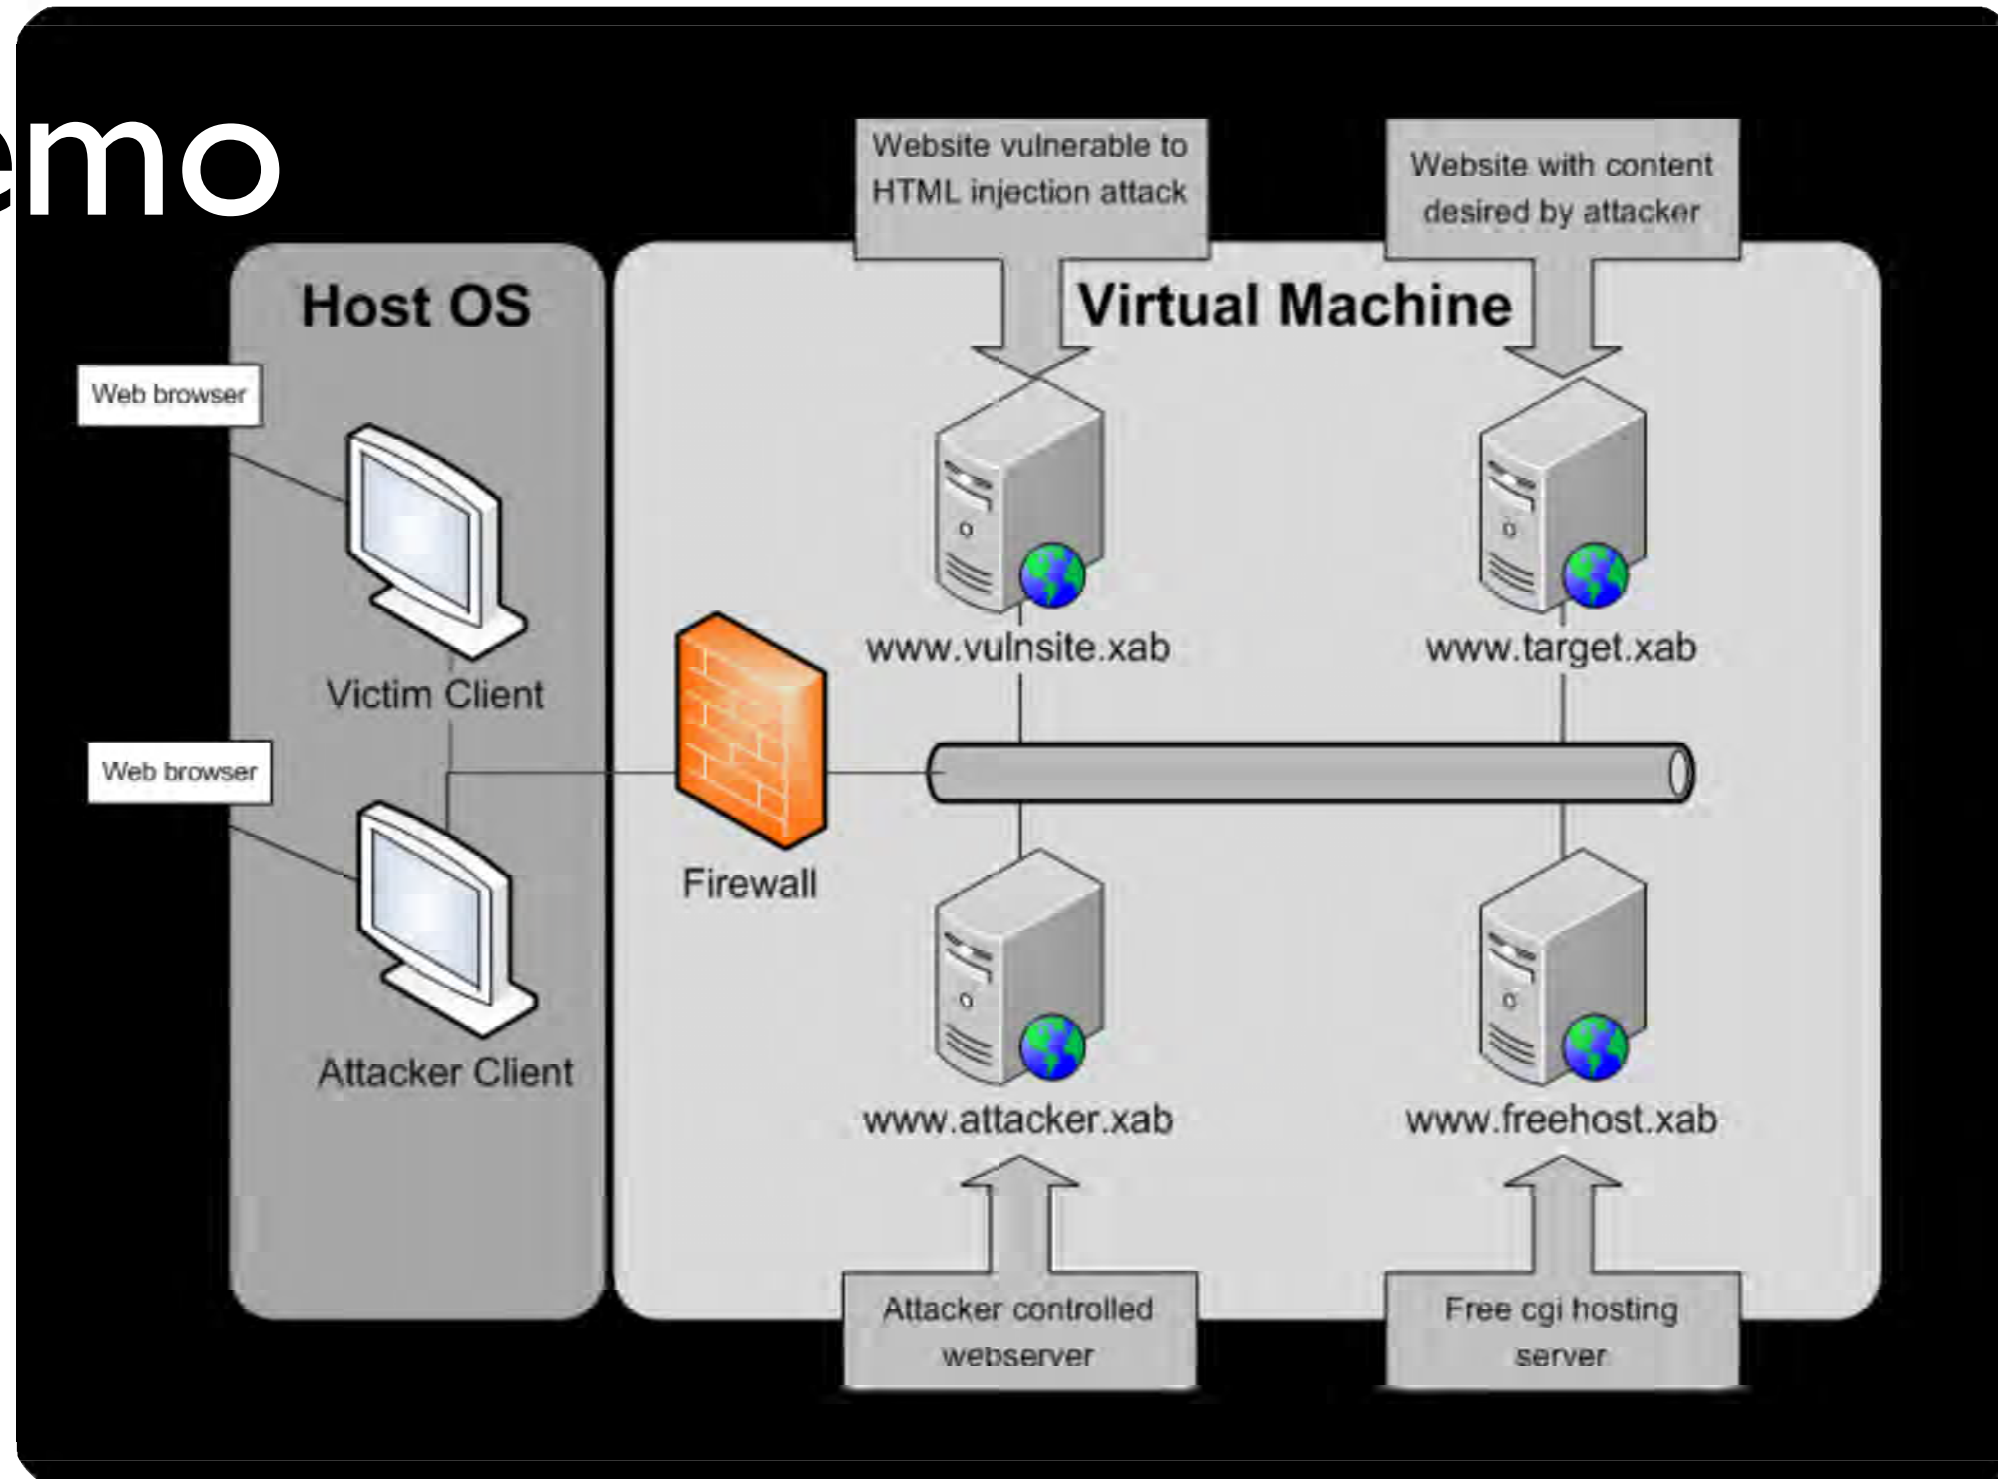 emo
Website vulnerable to
HTML injection attack
Website with content
desired by attacker
Host OS
Virtual Machine
Web browser
www.vulnsite.xab
www.target.xab
Victim Client
Web browser
Firewall
Attacker Client
www.attacker.xab
www.freehost.xab
Attacker controlled
webserver
Free cgi hosting
server